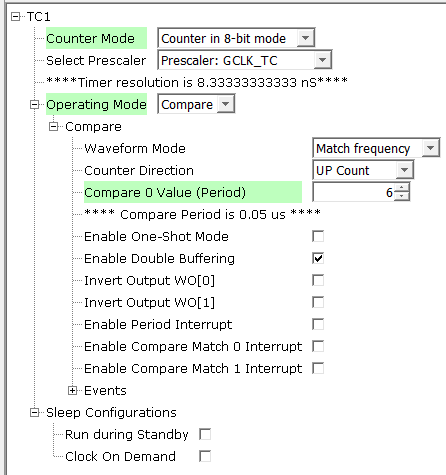 TC1
Counter Mode Counter in 8-bit mode
Select Prescaler Prescaler: GCLK_TC
****Timer resolution is 8.33333333333 nS****
Operating Mode Compare
Compare
Waveform Mode Match frequency
Counter Direction UP Count
Compare 0 Value (Period) 6
**** Compare Period is 0.05 us ****
Enable One-Shot Mode
Enable Double Buffering
Invert Output WO[0]
Invert Output WO[1]
Enable Period Interrupt
Enable Compare Match 0 Interrupt
Enable Compare Match 1 Interrupt
Events
Sleep Configurations
Run during Standby
Clock On Demand